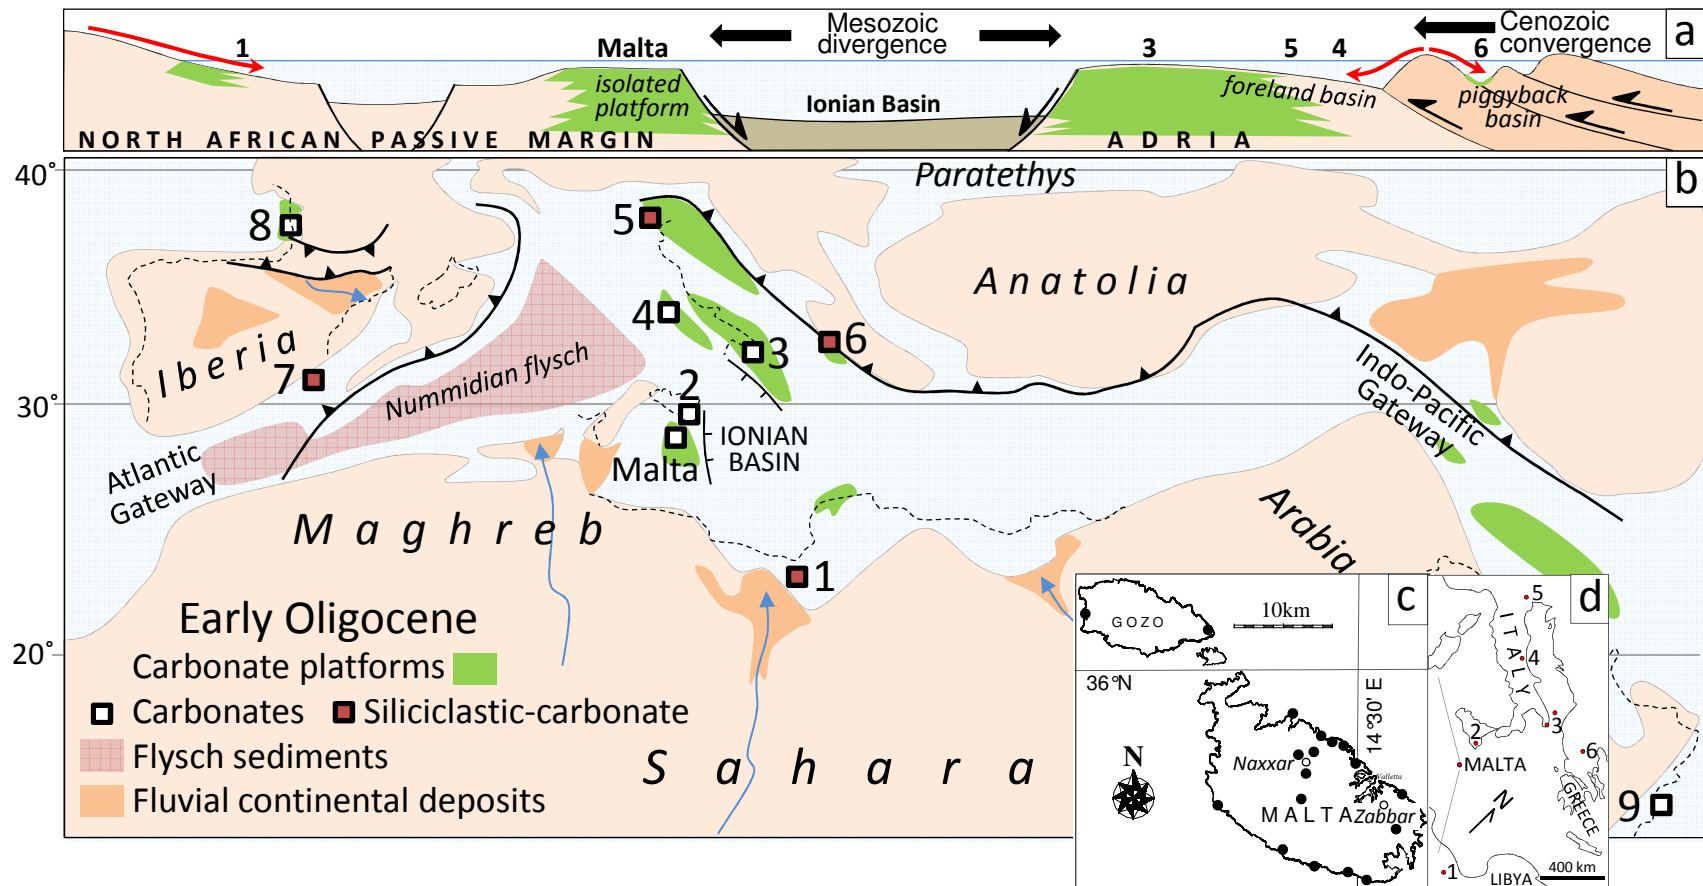 a
Mesozoic
divergence
Cenozoic
convergence
1
Malta
3
5
4
6
isolated
platform
Ionian Basin
foreland basin
piggyback
basin
NORTH AFRICAN PASSIVE MARGIN
ADRIA
b
40°
30°
20°
Paratethys
Anatolia
Iberia
Nummidian flysch
Atlantic
Gateway
Indo-Pacific
Gateway
IONIAN
BASIN
Malta
Maghreb
Arabia
Sahara
8
5
4
3
6
7
2
1
9
Early Oligocene
Carbonate platforms
Carbonates
Siliciclastic-carbonate
Flysch sediments
Fluvial continental deposits
c
GOZO
10km
36°N
14°30' E
N
Naxxar
Valletta
MALTA
Zabbar
d
ITALY
5
4
3
2
6
MALTA
N
GREECE
1
LIBYA
400 km